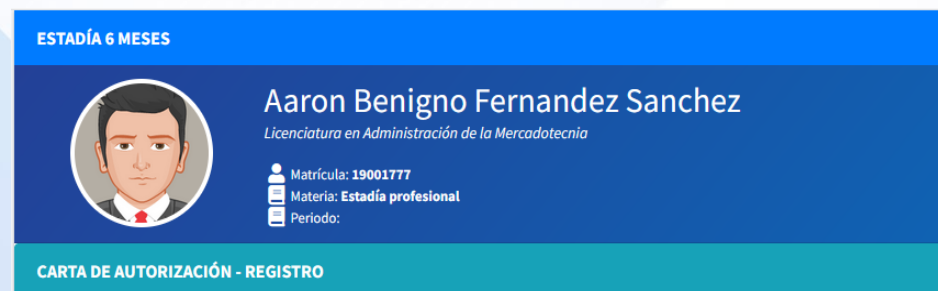 ESTADÍA 6 MESES
Aaron Benigno Fernandez Sanchez
Licenciatura en Administración de la Mercadotecnia
Matrícula: 19001777
Materia: Estadía profesional
Periodo:
CARTA DE AUTORIZACIÓN - REGISTRO